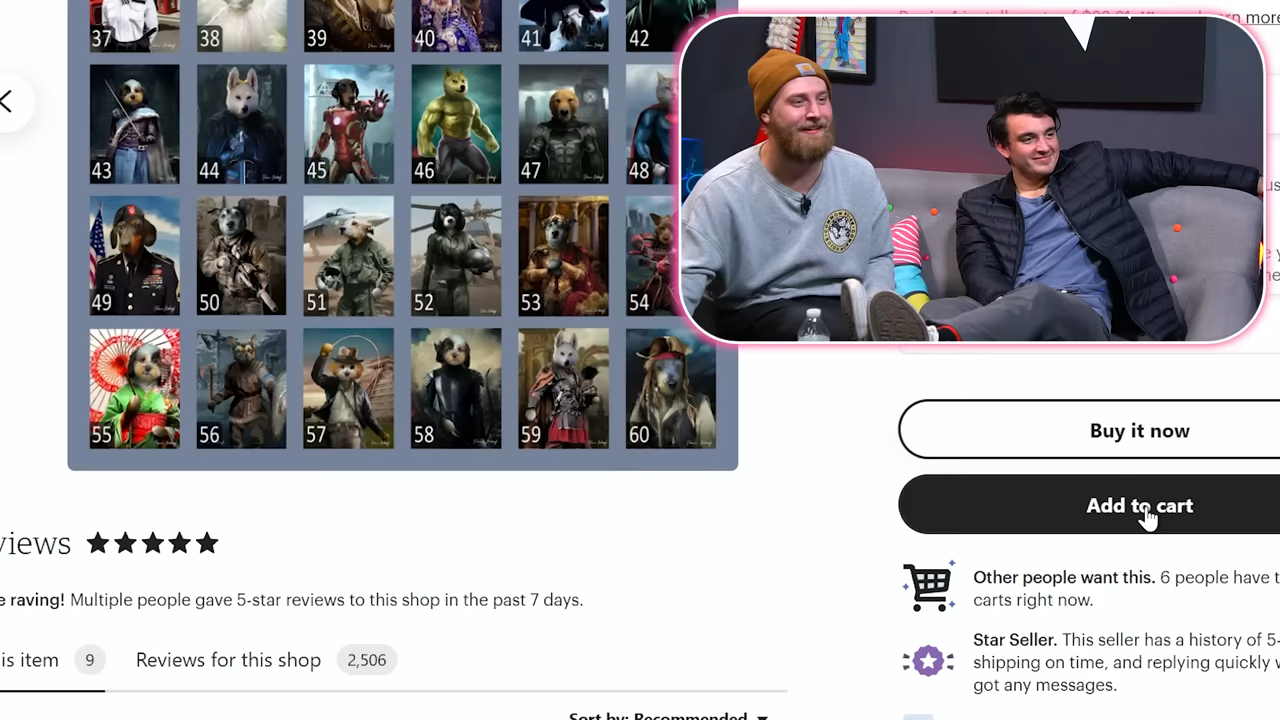 37 38 39 40 41 42
learn more
43 44 45 46 47 48
49 50 51 52 53 54
55 56 57 58 59 60
Buy it now
Add to cart
views
e raving! Multiple people gave 5-star reviews to this shop in the past 7 days.
Other people want this. 6 people have t
carts right now.
Star Seller. This seller has a history of 5-
shipping on time, and replying quickly w
got any messages.
is item 9 Reviews for this shop 2,506
Sort by: Recommended